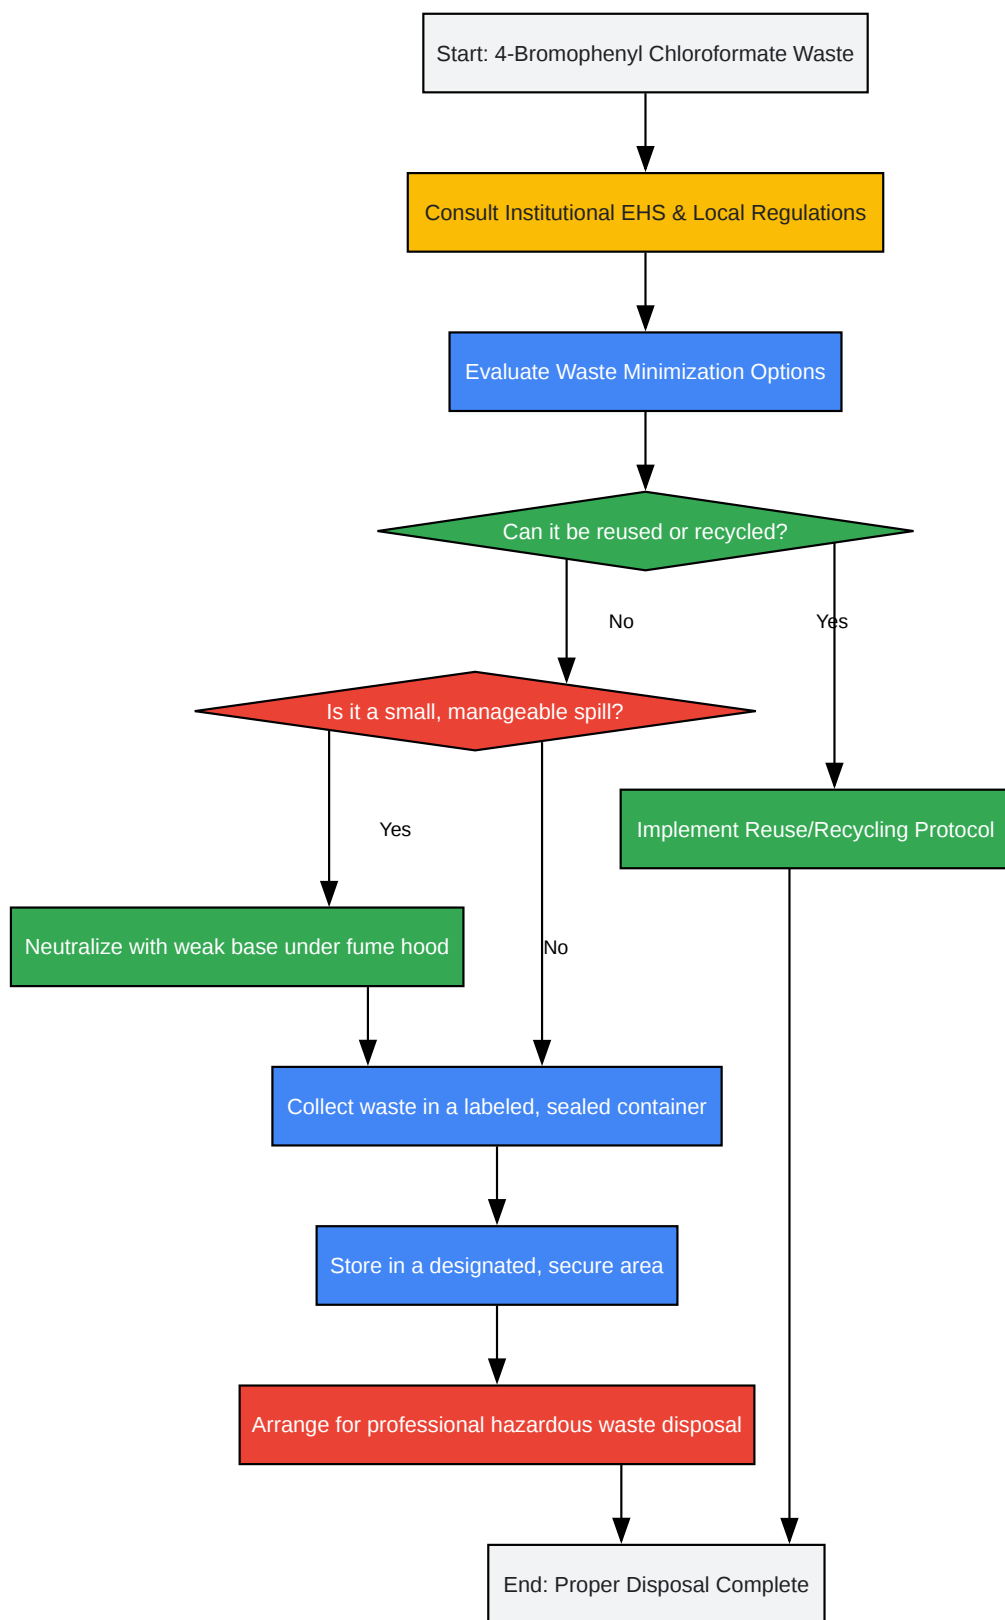 Start: 4-Bromophenyl Chloroformate Waste
Consult Institutional EHS & Local Regulations
Evaluate Waste Minimization Options
Can it be reused or recycled?
No
Yes
Is it a small, manageable spill?
Yes
Implement Reuse/Recycling Protocol
Neutralize with weak base under fume hood
No
Collect waste in a labeled, sealed container
Store in a designated, secure area
Arrange for professional hazardous waste disposal
End: Proper Disposal Complete